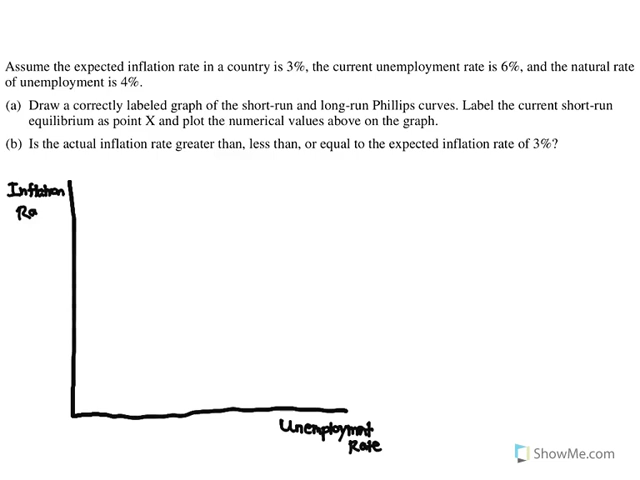 Assume the expected inflation rate in a country is 3%, the current unemployment rate is 6%, and the natural rate
of unemployment is 4%.
(a) Draw a correctly labeled graph of the short-run and long-run Phillips curves. Label the current short-run
equilibrium as point X and plot the numerical values above on the graph.
(b) Is the actual inflation rate greater than, less than, or equal to the expected inflation rate of 3%?
Inflation
Ra
Unemploymnt
Rate
ShowMe.com